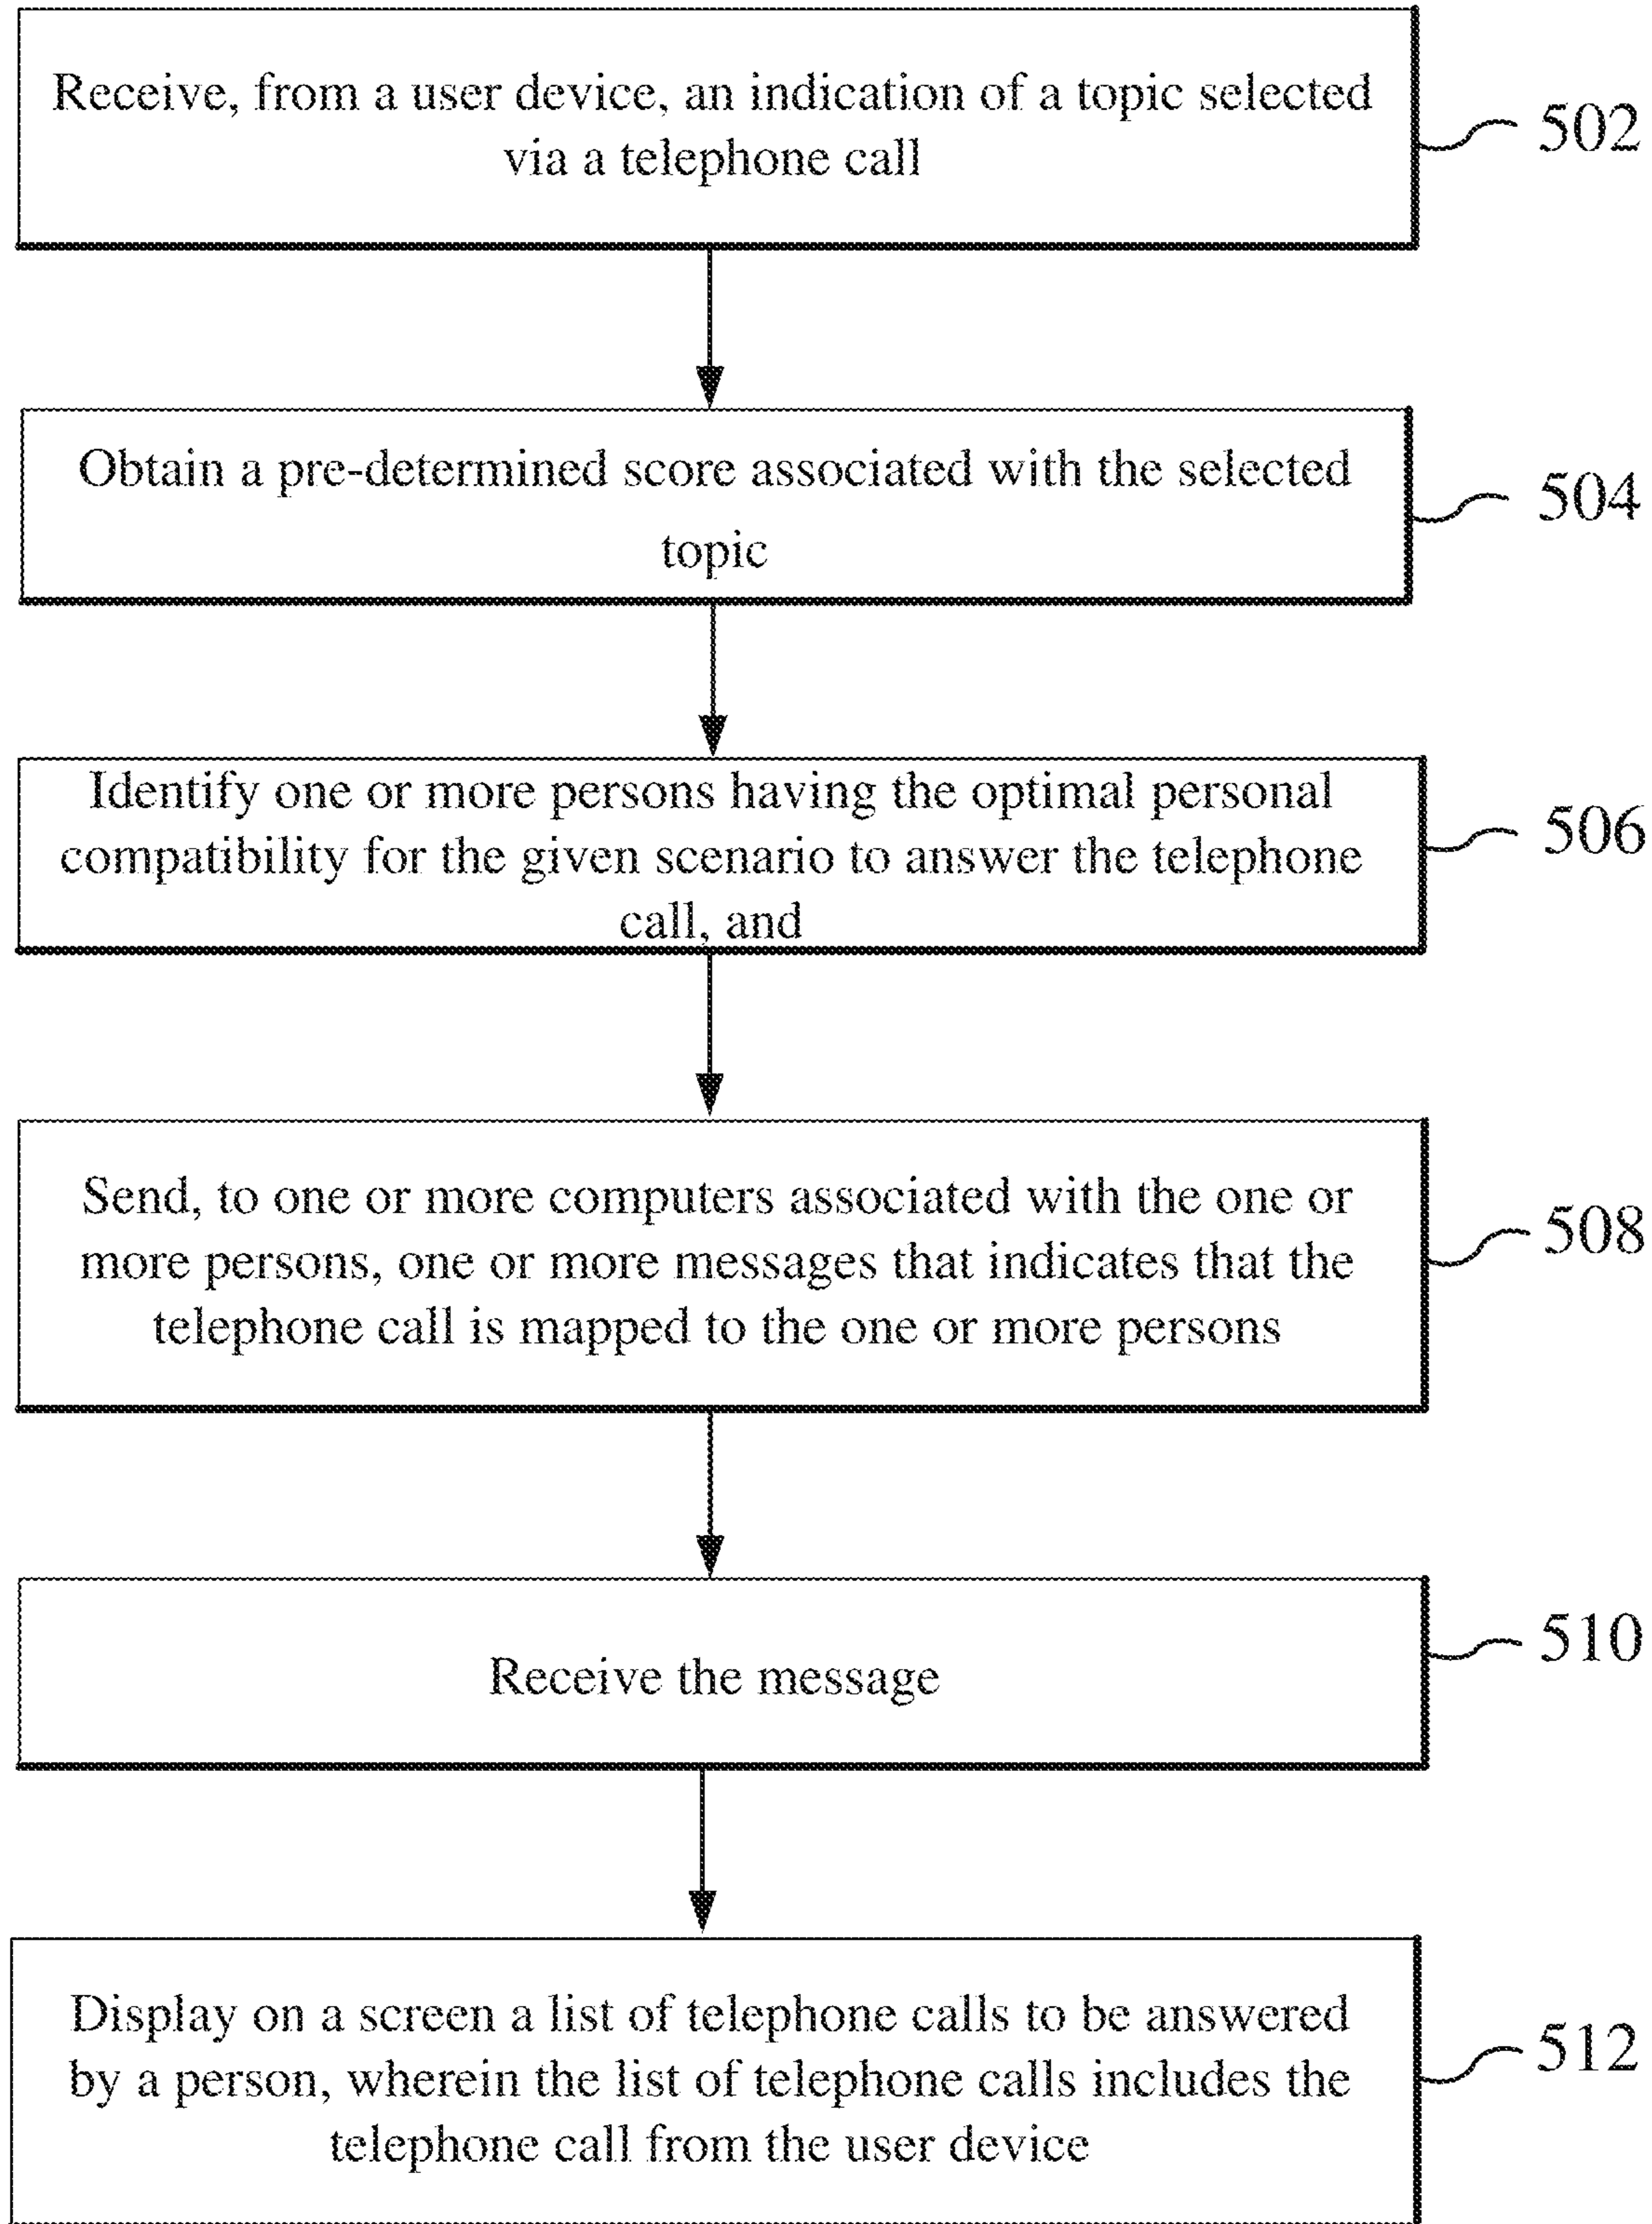 Receive, from a user device, an indication of a topic selected
via a telephone call
502
Obtain a pre-determined score associated with the selected
topic
504
Identify one or more persons having the optimal personal
compatibility for the given scenario to answer the telephone
call, and
506
Send, to one or more computers associated with the one or
more persons, one or more messages that indicates that the
telephone call is mapped to the one or more persons
508
Receive the message
510
Display on a screen a list of telephone calls to be answered
by a person, wherein the list of telephone calls includes the
telephone call from the user device
512